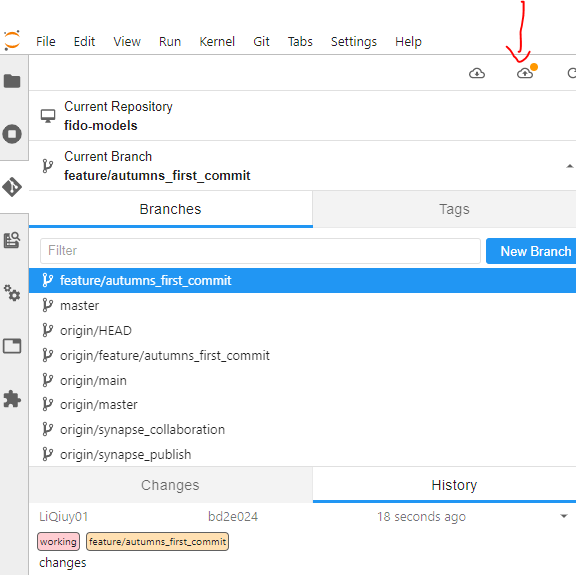 File Edit View Run Kernel Git Tabs Settings Help
Current Repository
fido-models
Current Branch
feature/autumns_first_commit
Branches Tags
Filter New Branch
feature/autumns_first_commit
master
origin/HEAD
origin/feature/autumns_first_commit
origin/main
origin/master
origin/synapse_collaboration
origin/synapse_publish
Changes History
LiQiuy01 bd2e024 18 seconds ago
working feature/autumns_first_commit
changes